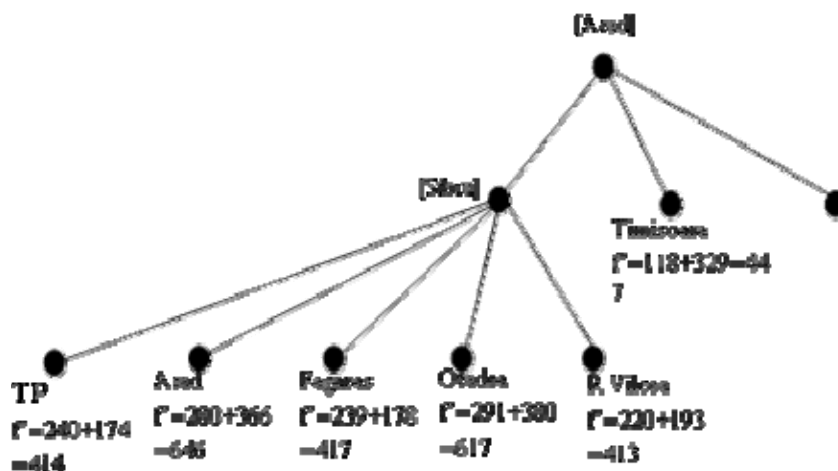 [Arad]
[Sibiu]
Timisoara
f"=118+329=44
7
TP
f"=240+174
=414
Arad
f"=280+366
=646
Fagaras
f"=239+178
=417
Oradea
f"=291+380
=617
R Vilcea
f"=220+193
=413